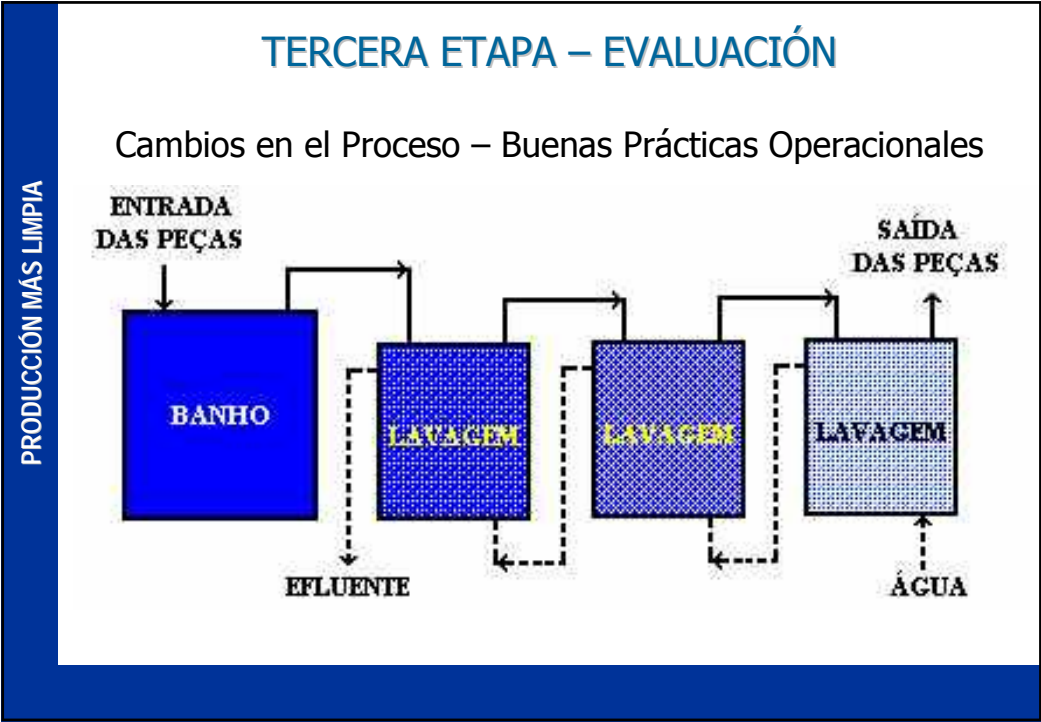 TERCERA ETAPA – EVALUACIÓN
Cambios en el Proceso – Buenas Prácticas Operacionales
PRODUCCIÓN MÁS LIMPIA
ENTRADA
DAS PEÇAS
SAÍDA
DAS PEÇAS
BANHO
LAVAGEM
LAVAGEM
LAVAGEM
EFLUENTE
ÁGUA